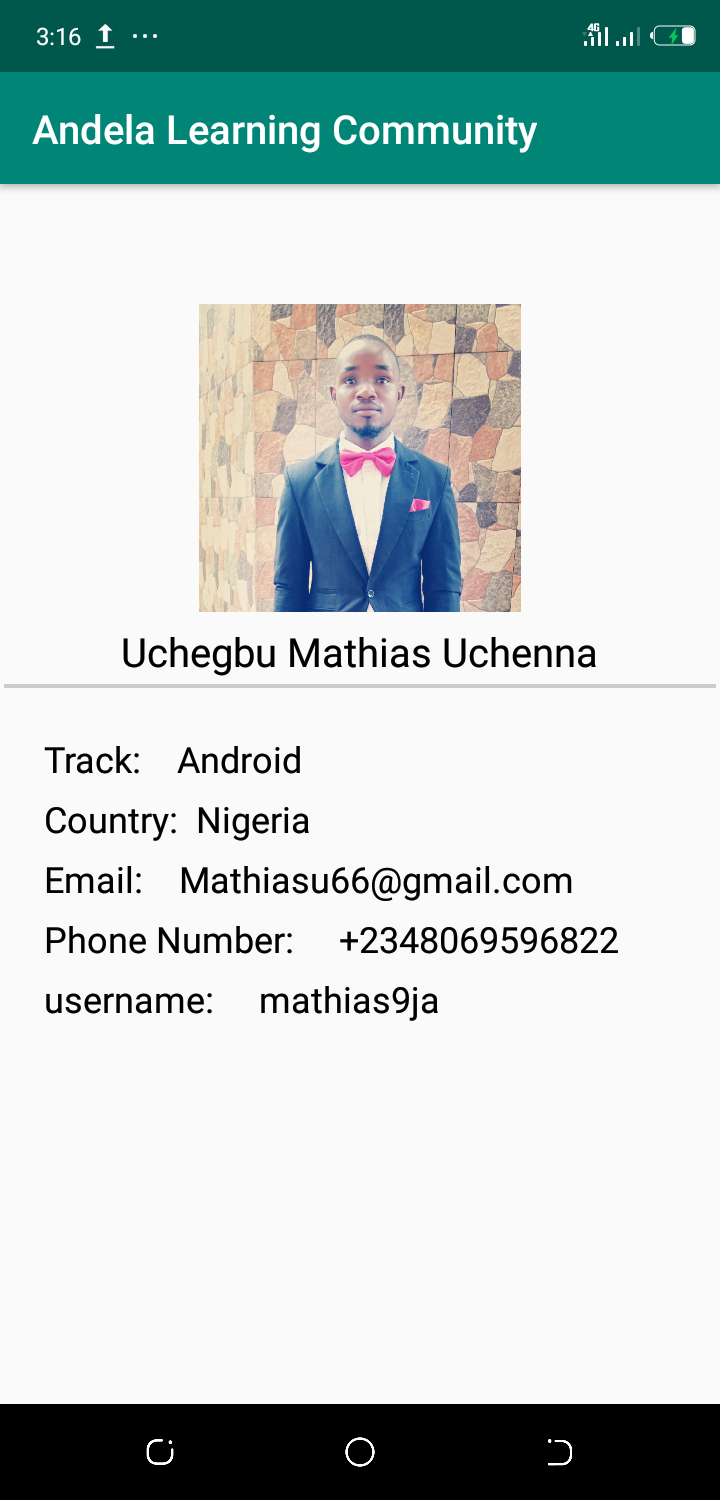 3:16
4G
Andela Learning Community
Uchegbu Mathias Uchenna
Track: Android
Country: Nigeria
Email: Mathiasu66@gmail.com
Phone Number: +2348069596822
username: mathias9ja